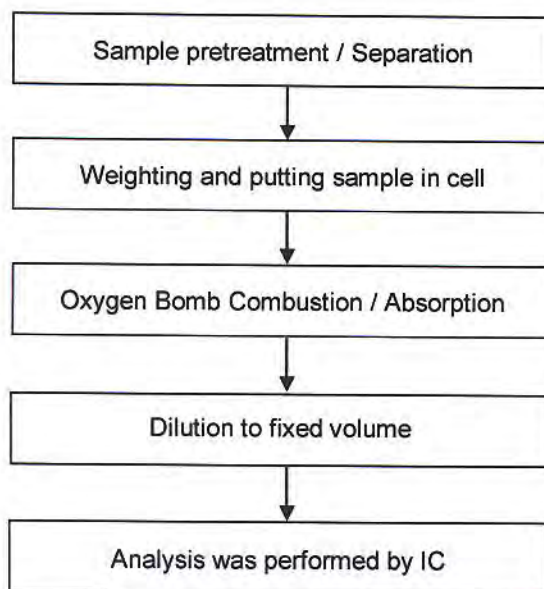 Sample pretreatment / Separation
Weighting and putting sample in cell
Oxygen Bomb Combustion / Absorption
Dilution to fixed volume
Analysis was performed by IC